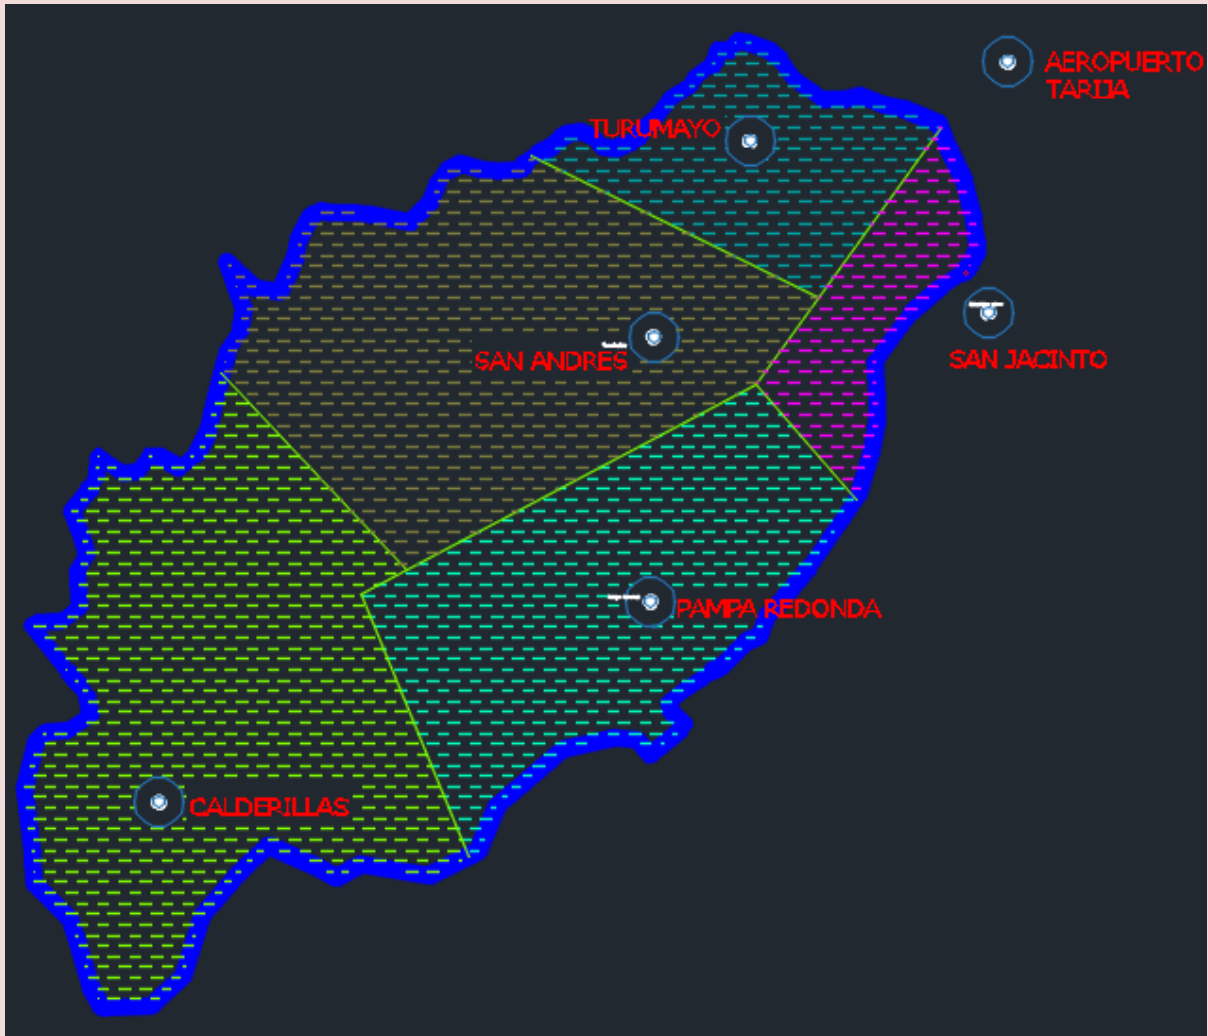 AEROPUERTO
TARIJA
TURUMAYO
SAN ANDRES
SAN JACINTO
PAMPA REDONDA
CALDERILLAS